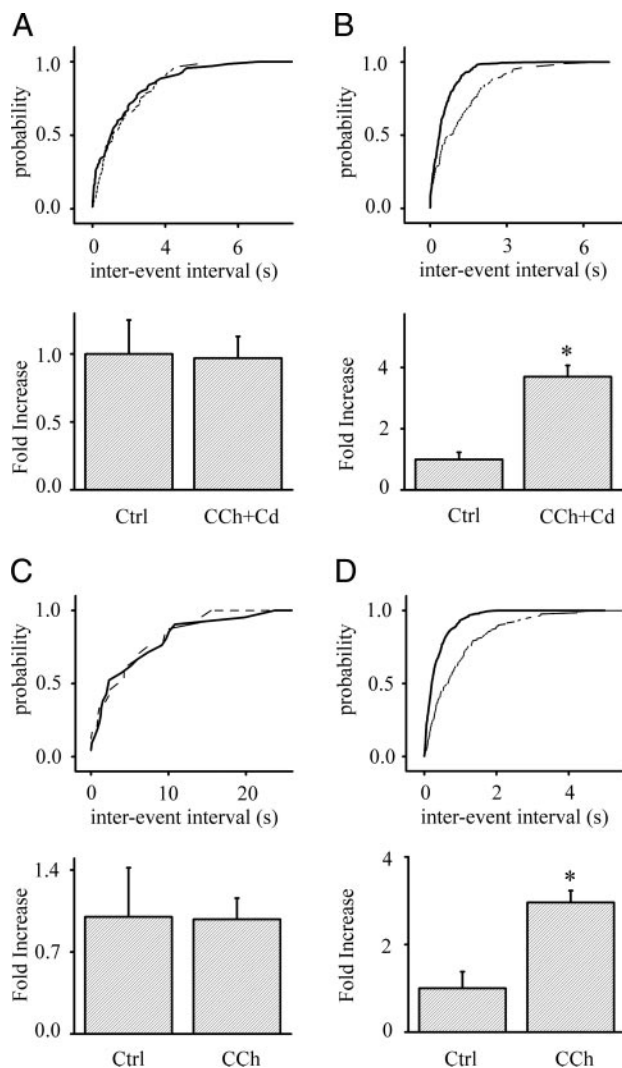 A
probability
1.0
0.5
0.0
0 4 6
inter-event interval (s)
Fold Increase
1.0
0.5
0.0
Ctrl CCh+Cd
B
probability
1.0
0.5
0.0
0 3 6
inter-event interval (s)
Fold Increase
4
2
0
*
Ctrl CCh+Cd
C
probability
1.0
0.5
0.0
0 10 20
inter-event interval (s)
Fold Increase
1.4
0.7
0.0
Ctrl CCh
D
probability
1.0
0.5
0.0
0 2 4
inter-event interval (s)
Fold Increase
4
2
0
*
Ctrl CCh